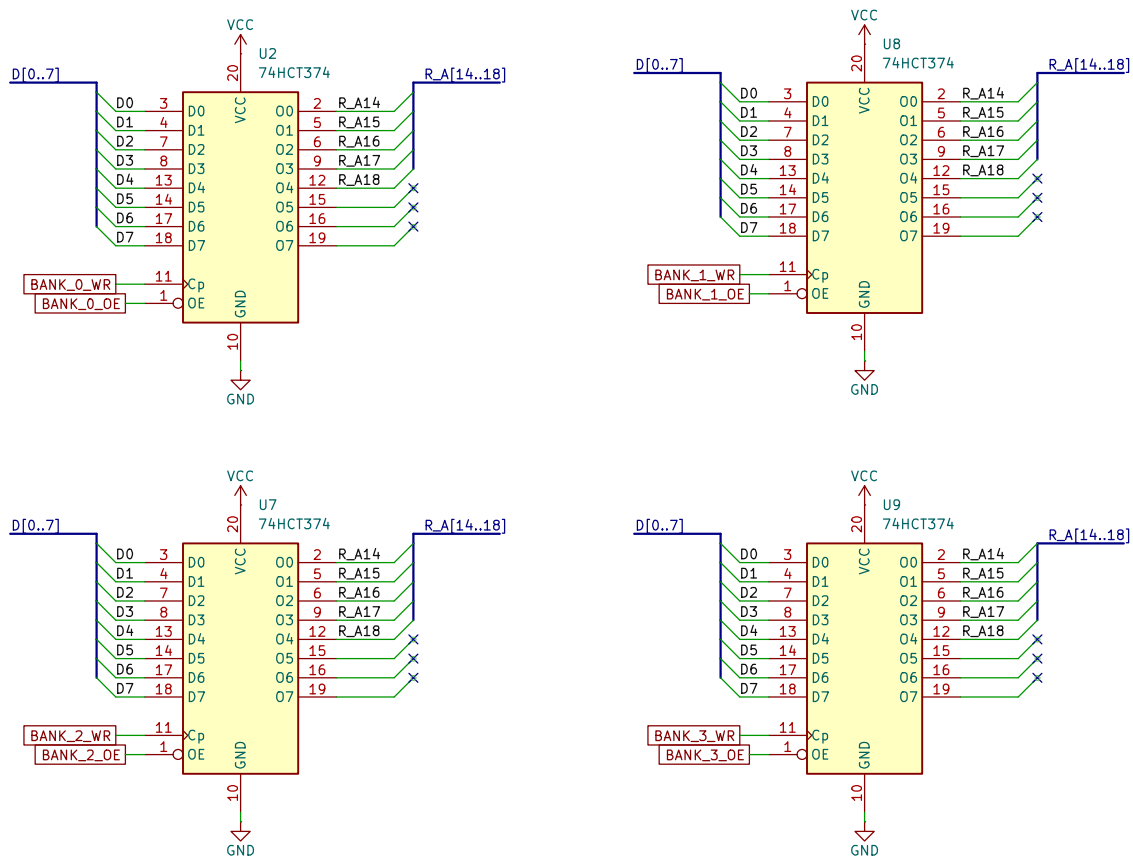 VCC
U2
74HCT374
D[0..7]
R_A[14..18]
20
VCC
D0 3 D0 O0 2 R_A14
D1 4 D1 O1 5 R_A15
D2 7 D2 O2 6 R_A16
D3 8 D3 O3 9 R_A17
D4 13 D4 O4 12 R_A18
D5 14 D5 O5 15
D6 17 D6 O6 16
D7 18 D7 O7 19
BANK_0_WR 11 Cp
BANK_0_OE 1 OE
GND
10
GND
VCC
U8
74HCT374
D[0..7]
R_A[14..18]
20
VCC
D0 3 D0 O0 2 R_A14
D1 4 D1 O1 5 R_A15
D2 7 D2 O2 6 R_A16
D3 8 D3 O3 9 R_A17
D4 13 D4 O4 12 R_A18
D5 14 D5 O5 15
D6 17 D6 O6 16
D7 18 D7 O7 19
BANK_1_WR 11 Cp
BANK_1_OE 1 OE
GND
10
GND
VCC
U7
74HCT374
D[0..7]
R_A[14..18]
20
VCC
D0 3 D0 O0 2 R_A14
D1 4 D1 O1 5 R_A15
D2 7 D2 O2 6 R_A16
D3 8 D3 O3 9 R_A17
D4 13 D4 O4 12 R_A18
D5 14 D5 O5 15
D6 17 D6 O6 16
D7 18 D7 O7 19
BANK_2_WR 11 Cp
BANK_2_OE 1 OE
GND
10
GND
VCC
U9
74HCT374
D[0..7]
R_A[14..18]
20
VCC
D0 3 D0 O0 2 R_A14
D1 4 D1 O1 5 R_A15
D2 7 D2 O2 6 R_A16
D3 8 D3 O3 9 R_A17
D4 13 D4 O4 12 R_A18
D5 14 D5 O5 15
D6 17 D6 O6 16
D7 18 D7 O7 19
BANK_3_WR 11 Cp
BANK_3_OE 1 OE
GND
10
GND